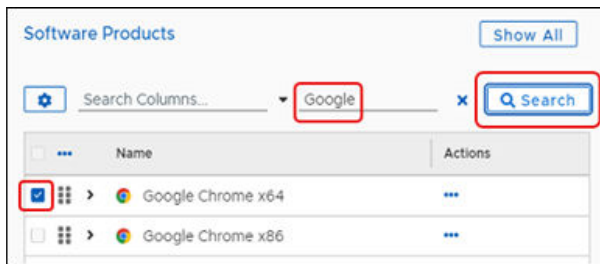 Software Products Show All
Search Columns... Google Search
Name Actions
Google Chrome x64
Google Chrome x86